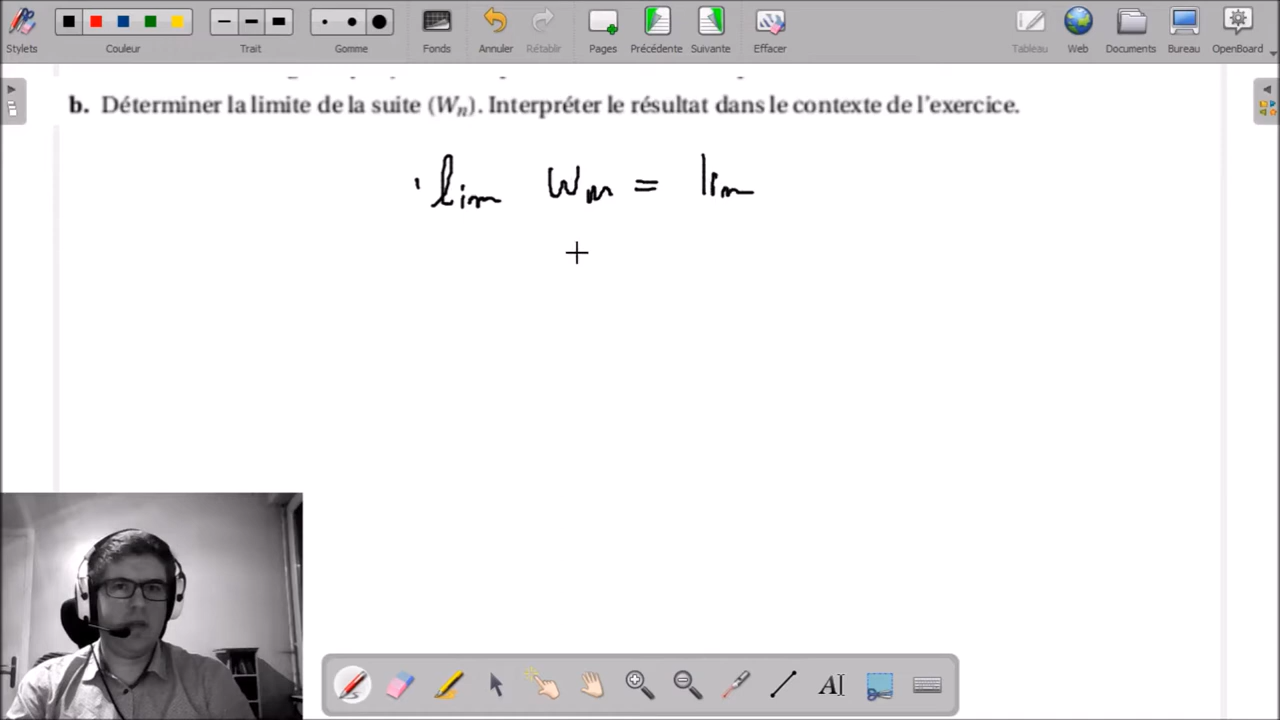 Stylets Couleur Trait Gomme Fonds Annuler Rétablir Pages Précédente Suivante Effacer Tableau Web Documents Bureau OpenBoard
b. Déterminer la limite de la suite (Wn). Interpréter le résultat dans le contexte de l'exercice.
lim Wn = lim
AI